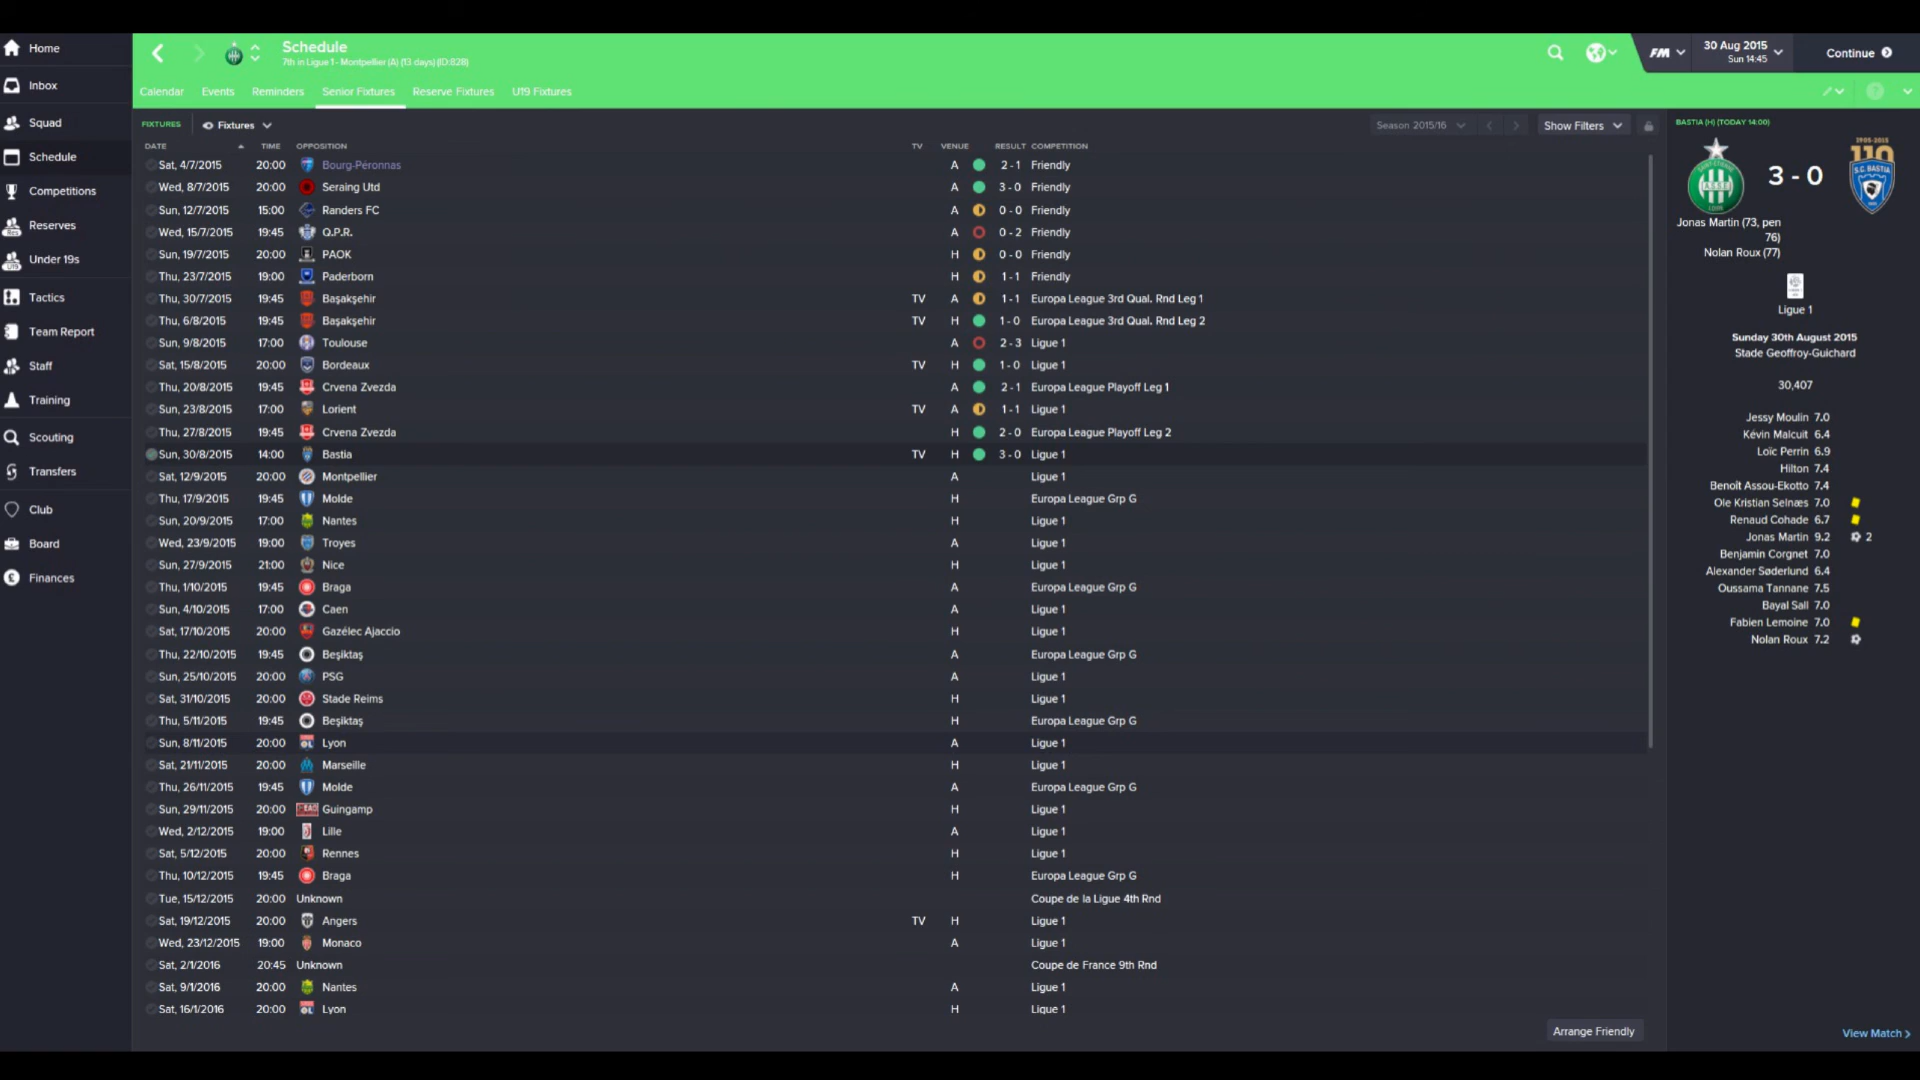 Home
Inbox
Squad
Schedule
Competitions
Reserves
Under 19s
Tactics
Team Report
Staff
Training
Scouting
Transfers
Club
Board
Finances
Schedule
7th in Ligue 1 - Montpellier (A) (13 days) (ID:828)
FM
30 Aug 2015
Sun 14:45
Continue
Calendar Events Reminders Senior Fixtures Reserve Fixtures U19 Fixtures
FIXTURES Fixtures Season 2015/16 Show Filters
DATE TIME OPPOSITION TV VENUE RESULT COMPETITION
Sat, 4/7/2015 20:00 Bourg-Péronnas A 2 - 1 Friendly
Wed, 8/7/2015 20:00 Seraing Utd A 3 - 0 Friendly
Sun, 12/7/2015 15:00 Randers FC A 0 - 0 Friendly
Wed, 15/7/2015 19:45 Q.P.R. A 0 - 2 Friendly
Sun, 19/7/2015 20:00 PAOK H 0 - 0 Friendly
Thu, 23/7/2015 19:00 Paderborn H 1 - 1 Friendly
Thu, 30/7/2015 19:45 Başakşehir TV A 1 - 1 Europa League 3rd Qual. Rnd Leg 1
Thu, 6/8/2015 19:45 Başakşehir TV H 1 - 0 Europa League 3rd Qual. Rnd Leg 2
Sun, 9/8/2015 17:00 Toulouse A 2 - 3 Ligue 1
Sat, 15/8/2015 20:00 Bordeaux TV H 1 - 0 Ligue 1
Thu, 20/8/2015 19:45 Crvena Zvezda A 2 - 1 Europa League Playoff Leg 1
Sun, 23/8/2015 17:00 Lorient TV A 1 - 1 Ligue 1
Thu, 27/8/2015 19:45 Crvena Zvezda H 2 - 0 Europa League Playoff Leg 2
Sun, 30/8/2015 14:00 Bastia TV H 3 - 0 Ligue 1
Sat, 12/9/2015 20:00 Montpellier A Ligue 1
Thu, 17/9/2015 19:45 Molde H Europa League Grp G
Sun, 20/9/2015 17:00 Nantes H Ligue 1
Wed, 23/9/2015 19:00 Troyes A Ligue 1
Sun, 27/9/2015 21:00 Nice H Ligue 1
Thu, 1/10/2015 19:45 Braga A Europa League Grp G
Sun, 4/10/2015 17:00 Caen A Ligue 1
Sat, 17/10/2015 20:00 Gazélec Ajaccio H Ligue 1
Thu, 22/10/2015 19:45 Beşiktaş A Europa League Grp G
Sun, 25/10/2015 20:00 PSG A Ligue 1
Sat, 31/10/2015 20:00 Stade Reims H Ligue 1
Thu, 5/11/2015 19:45 Beşiktaş H Europa League Grp G
Sun, 8/11/2015 20:00 Lyon A Ligue 1
Sat, 21/11/2015 20:00 Marseille H Ligue 1
Thu, 26/11/2015 19:45 Molde A Europa League Grp G
Sun, 29/11/2015 20:00 Guingamp H Ligue 1
Wed, 2/12/2015 19:00 Lille A Ligue 1
Sat, 5/12/2015 20:00 Rennes H Ligue 1
Thu, 10/12/2015 19:45 Braga H Europa League Grp G
Tue, 15/12/2015 20:00 Unknown Coupe de la Ligue 4th Rnd
Sat, 19/12/2015 20:00 Angers TV H Ligue 1
Wed, 23/12/2015 19:00 Monaco A Ligue 1
Sat, 2/1/2016 20:45 Unknown Coupe de France 9th Rnd
Sat, 9/1/2016 20:00 Nantes A Ligue 1
Sat, 16/1/2016 20:00 Lyon H Ligue 1
Arrange Friendly
BASTIA (H) (TODAY 14:00)
ASSE
1905-2015
110
S.C. BASTIA
3 - 0
Jonas Martin (73, pen
76)
Nolan Roux (77)
Ligue 1
Sunday 30th August 2015
Stade Geoffroy-Guichard
30,407
Jessy Moulin 7.0
Kévin Malcuit 6.4
Loïc Perrin 6.9
Hilton 7.4
Benoît Assou-Ekotto 7.4
Ole Kristian Selnæs 7.0
Renaud Cohade 6.7
Jonas Martin 9.2 2
Benjamin Corgnet 7.0
Alexander Søderlund 6.4
Oussama Tannane 7.5
Bayal Sall 7.0
Fabien Lemoine 7.0
Nolan Roux 7.2
View Match